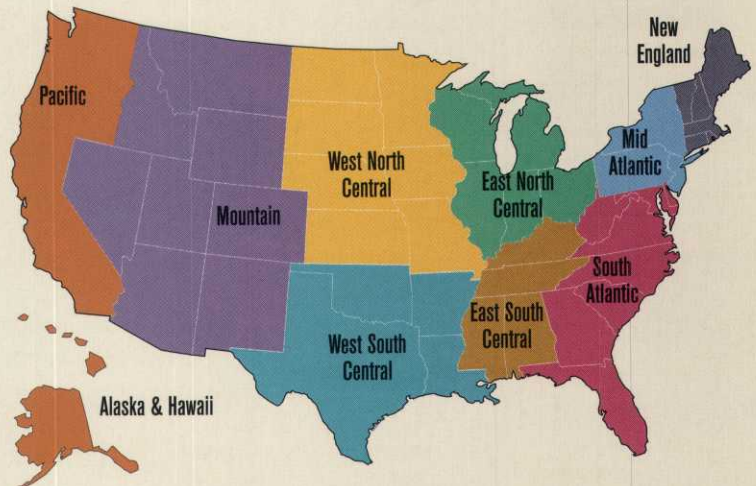 New
England
Pacific
Mid
Atlantic
West North
Central
East North
Central
Mountain
South
Atlantic
East South
Central
West South
Central
Alaska & Hawaii